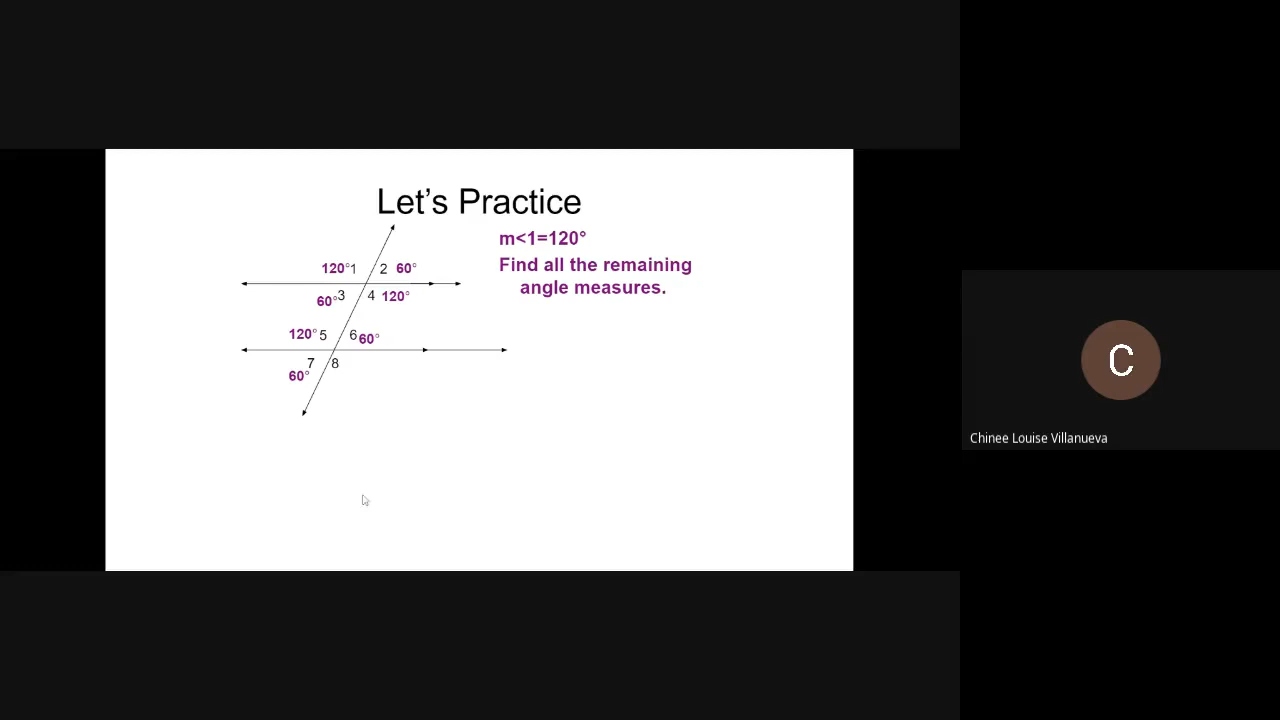 Let's Practice
m<1=120°
Find all the remaining
angle measures.
120° 1 2 60°
60° 3 4 120°
120° 5 6 60°
7 8
60°
C
Chinee Louise Villanueva